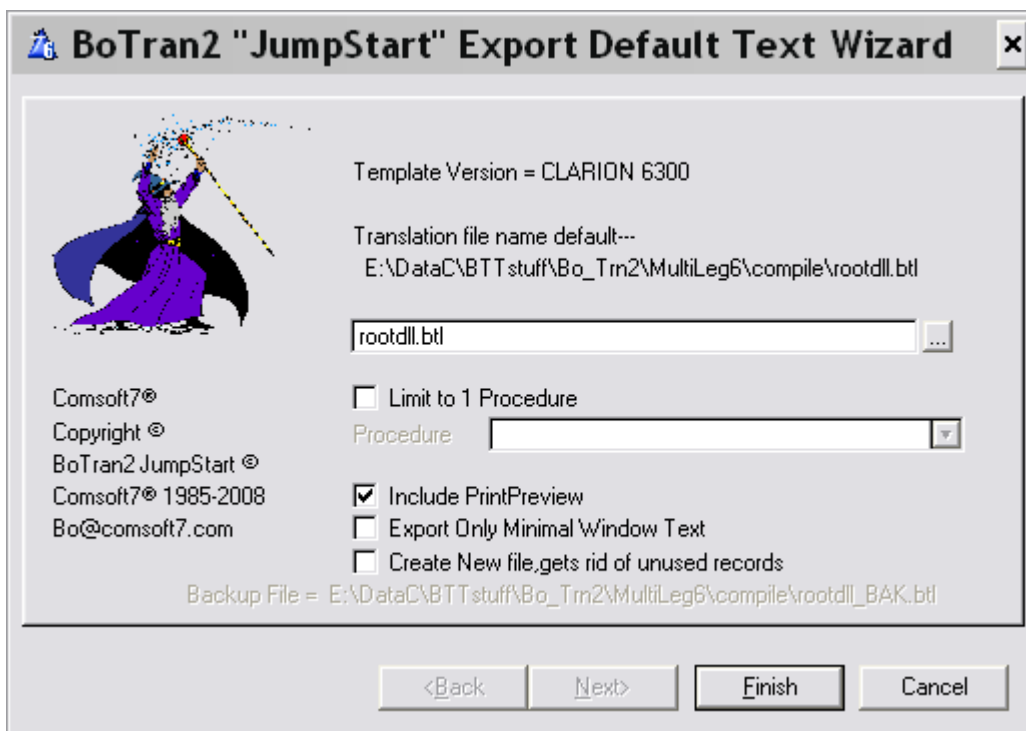 BoTran2 "JumpStart" Export Default Text Wizard
Template Version = CLARION 6300
Translation file name default---
E:\DataC\BTTstuff\Bo_Trn2\MultiLeg6\compile\rootdll.btl
rootdll.btl
...
Comsoft7®
Copyright ©
BoTran2 JumpStart ©
Comsoft7® 1985-2008
Bo@comsoft7.com
Limit to 1 Procedure
Procedure
Include PrintPreview
Export Only Minimal Window Text
Create New file,gets rid of unused records
Backup File = E:\DataC\BTTstuff\Bo_Trn2\MultiLeg6\compile\rootdll_BAK.btl
<Back
Next>
Finish
Cancel